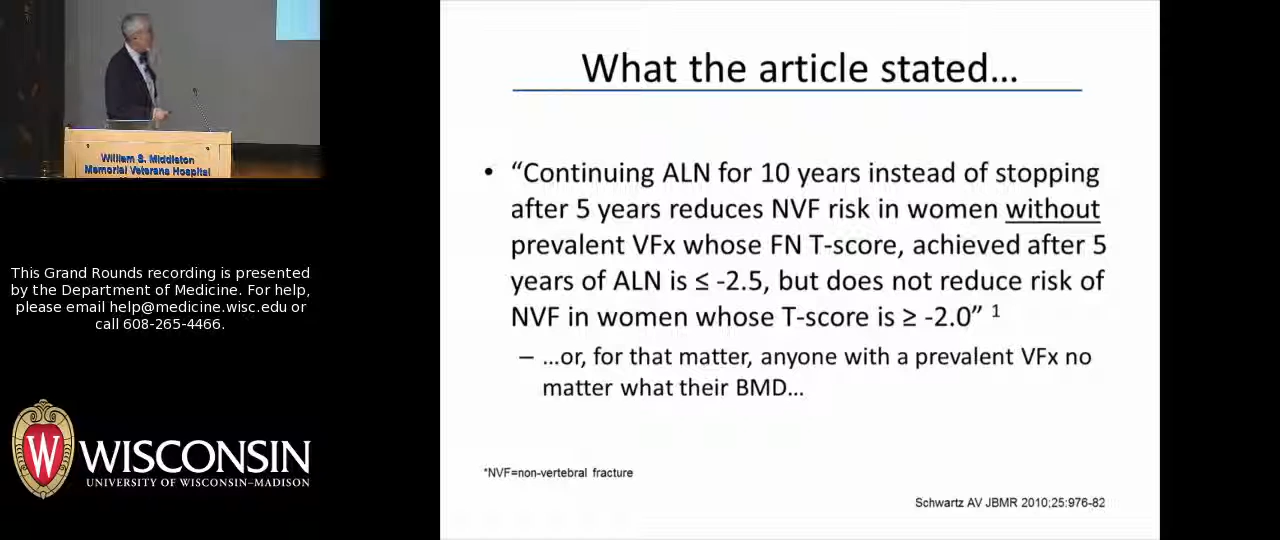 William S. Middleton
Memorial Veterans Hospital
This Grand Rounds recording is presented
by the Department of Medicine. For help,
please email help@medicine.wisc.edu or
call 608-265-4466.
W
WISCONSIN
UNIVERSITY OF WISCONSIN–MADISON
What the article stated…
• “Continuing ALN for 10 years instead of stopping
after 5 years reduces NVF risk in women without
prevalent VFx whose FN T-score, achieved after 5
years of ALN is ≤ -2.5, but does not reduce risk of
NVF in women whose T-score is ≥ -2.0” 1
– …or, for that matter, anyone with a prevalent VFx no
matter what their BMD…
*NVF=non-vertebral fracture
Schwartz AV JBMR 2010;25:976-82